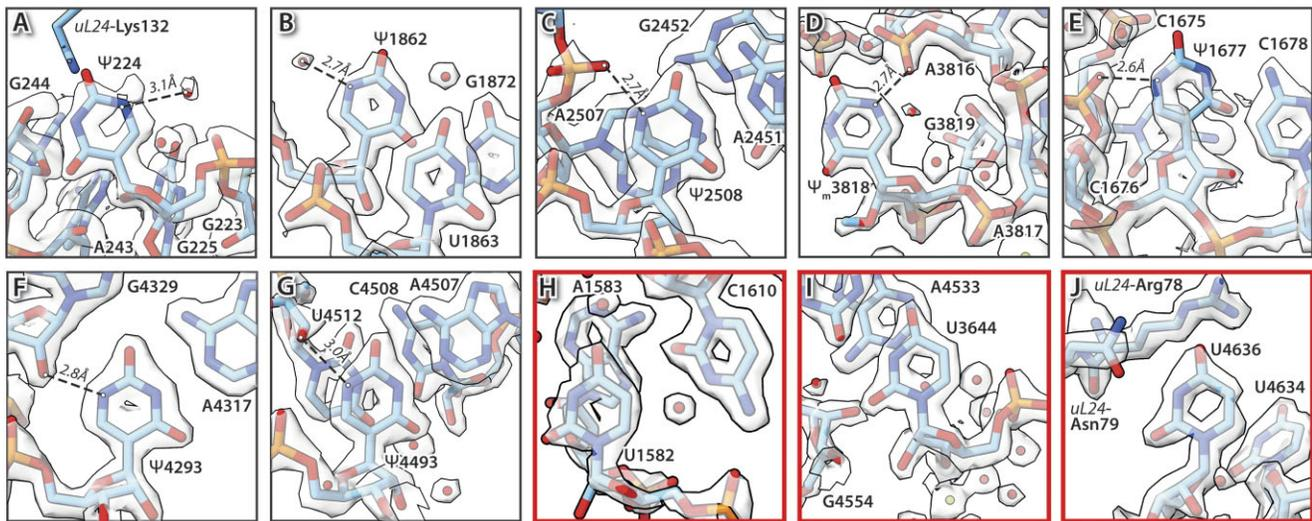 A
uL24-Lys132
Ψ224
G244
3.1Å
A243
G225
G223
B
Ψ1862
2.7Å
G1872
U1863
C
G2452
2.7Å
A2507
A2451
Ψ2508
D
2.7Å
A3816
G3819
Ψm3818
A3817
E
C1675
Ψ1677
C1678
2.6Å
C1676
F
G4329
2.8Å
A4317
Ψ4293
G
C4508
A4507
U4512
3.0Å
Ψ4493
H
A1583
C1610
U1582
I
A4533
U3644
G4554
J
uL24-Arg78
U4636
U4634
uL24-
Asn79